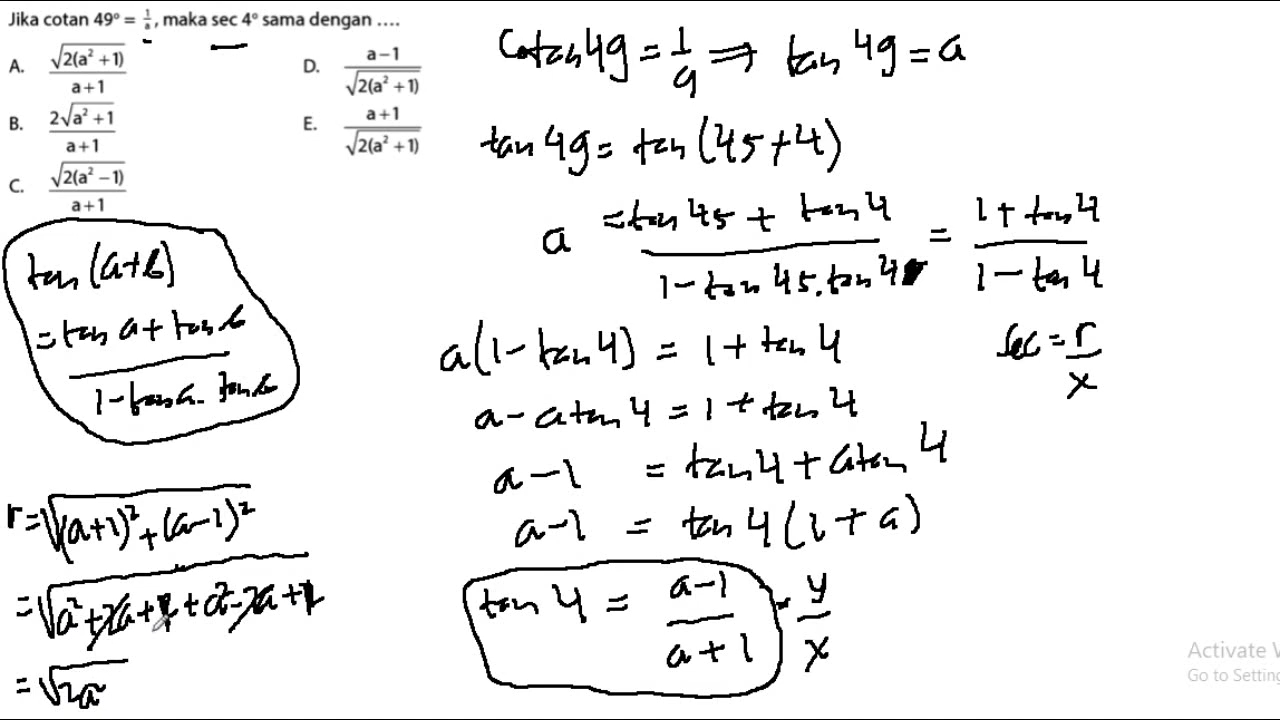 Jika cotan 49° = 1/a, maka sec 4° sama dengan ....
A. √(2(a² + 1)) / (a + 1)
B. 2√(a² + 1) / (a + 1)
C. √(2(a² − 1)) / (a + 1)
D. (a − 1) / √(2(a² + 1))
E. (a + 1) / √(2(a² + 1))
tan (a+b)
= tan a + tan b / 1 - tan a . tan b
r = √((a+1)² + (a-1)²)
= √(a² + 2a + 1 + a² - 2a + 1)
= √2a
Cotan 49 = 1/a ⇒ tan 49 = a
tan 49 = tan (45+4)
a = (tan 45 + tan 4) / (1 - tan 45 . tan 4) = (1 + tan 4) / (1 - tan 4)
a(1 - tan 4) = 1 + tan 4
sec = r/x
a - a tan 4 = 1 + tan 4
a - 1 = tan 4 + a tan 4
a - 1 = tan 4 (1 + a)
tan 4 = (a - 1) / (a + 1) = y/x
Activate
Go to Setting